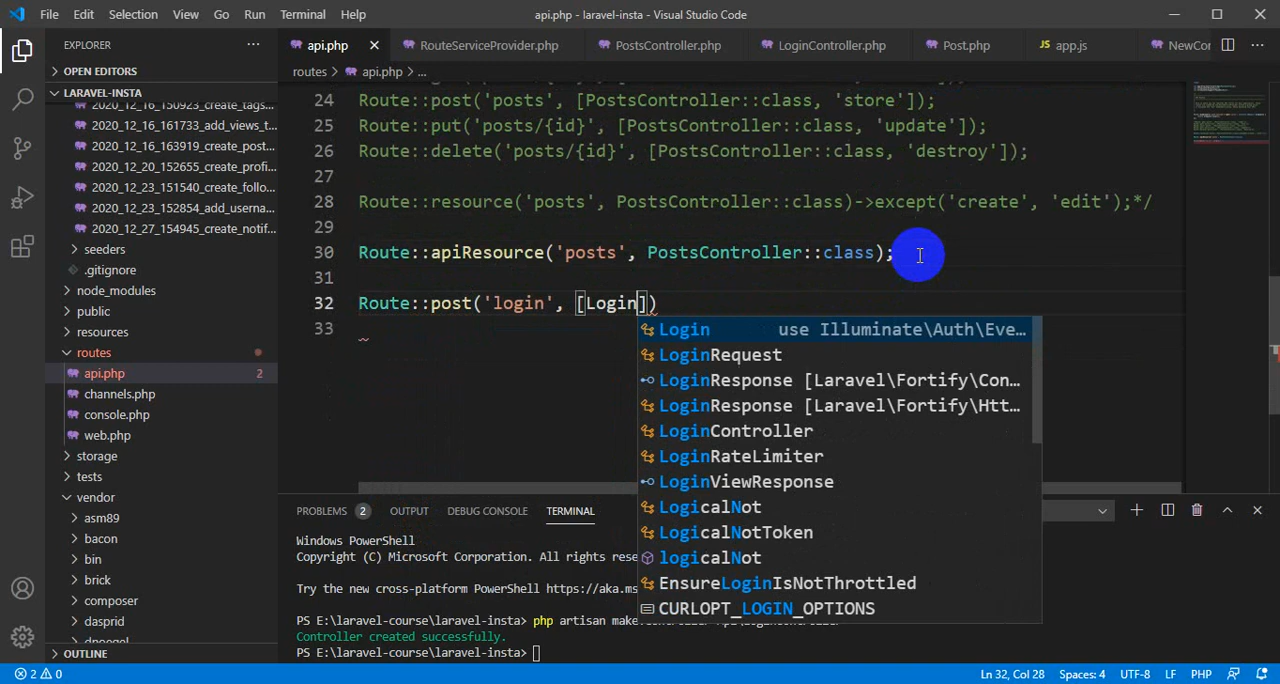 File Edit Selection View Go Run Terminal Help
api.php - laravel-insta - Visual Studio Code
EXPLORER
api.php RouteServiceProvider.php PostsController.php LoginController.php Post.php JS app.js NewCor
OPEN EDITORS
routes > api.php > ...
LARAVEL-INSTA
2020_12_16_150923_create_tags...
2020_12_16_161733_add_views_t...
2020_12_16_163919_create_post...
2020_12_20_152655_create_profi...
2020_12_23_151540_create_follo...
2020_12_23_152854_add_userna...
2020_12_27_154945_create_notif...
seeders
.gitignore
node_modules
public
resources
routes
api.php 2
channels.php
console.php
web.php
storage
tests
vendor
asm89
bacon
bin
brick
composer
dasprid
OUTLINE
24 Route::post('posts', [PostsController::class, 'store']);
25 Route::put('posts/{id}', [PostsController::class, 'update']);
26 Route::delete('posts/{id}', [PostsController::class, 'destroy']);
27
28 Route::resource('posts', PostsController::class)->except('create', 'edit');*/
29
30 Route::apiResource('posts', PostsController::class);
31
32 Route::post('login', [Login])
33
Login use Illuminate\Auth\Eve...
LoginRequest
LoginResponse [Laravel\Fortify\Con...
LoginResponse [Laravel\Fortify\Htt...
LoginController
LoginRateLimiter
LoginViewResponse
LogicalNot
LogicalNotToken
logicalNot
EnsureLoginIsNotThrottled
CURLOPT_LOGIN_OPTIONS
PROBLEMS 2 OUTPUT DEBUG CONSOLE TERMINAL
Windows PowerShell
Copyright (C) Microsoft Corporation. All rights rese
Try the new cross-platform PowerShell https://aka.ms
PS E:\laravel-course\laravel-insta> php artisan make
Controller created successfully.
PS E:\laravel-course\laravel-insta>
2 0 Ln 32, Col 28 Spaces: 4 UTF-8 LF PHP